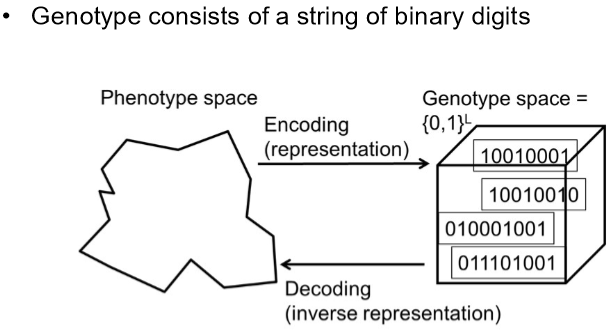 • Genotype consists of a string of binary digits
Phenotype space
Genotype space =
{0,1}ᴸ
Encoding
(representation)
10010001
10010010
010001001
011101001
Decoding
(inverse representation)